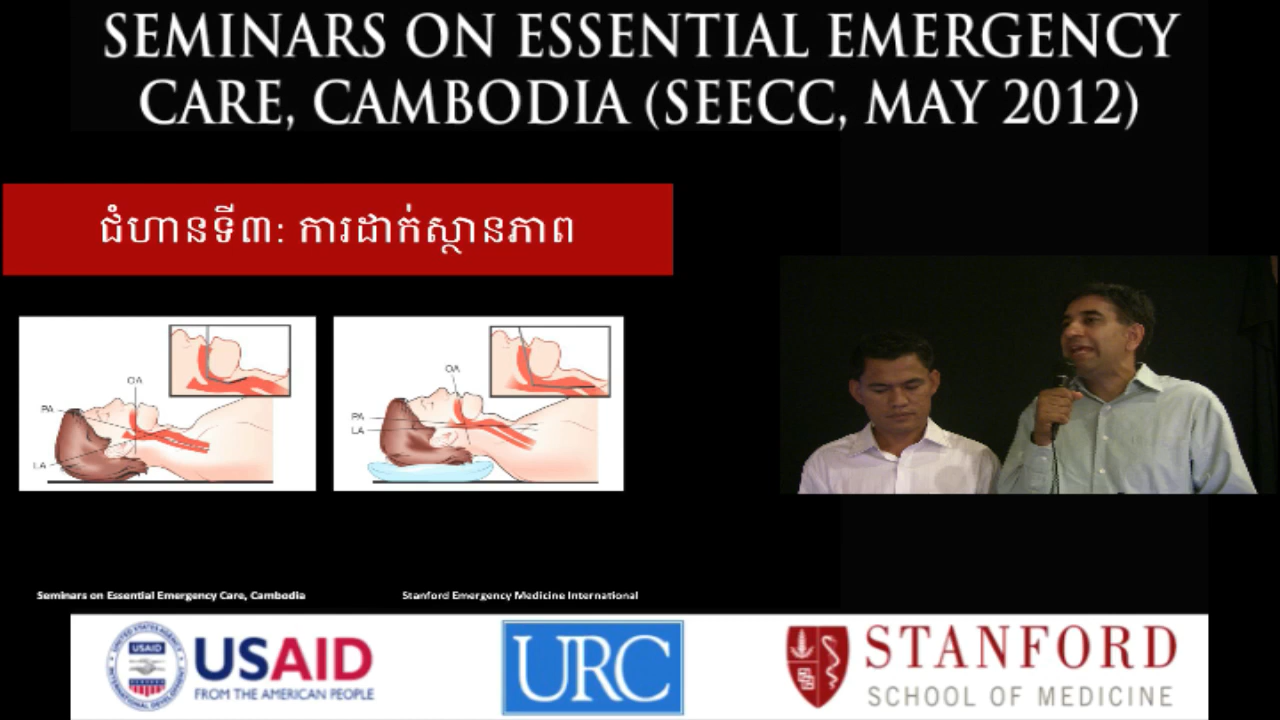 SEMINARS ON ESSENTIAL EMERGENCY
CARE, CAMBODIA (SEECC, MAY 2012)
ជំហានទី៣: ការដាក់ស្ថានភាព
OA
PA
LA
OA
PA
LA
Seminars on Essential Emergency Care, Cambodia
Stanford Emergency Medicine International
USAID
USAID
FROM THE AMERICAN PEOPLE
URC
STANFORD
SCHOOL OF MEDICINE